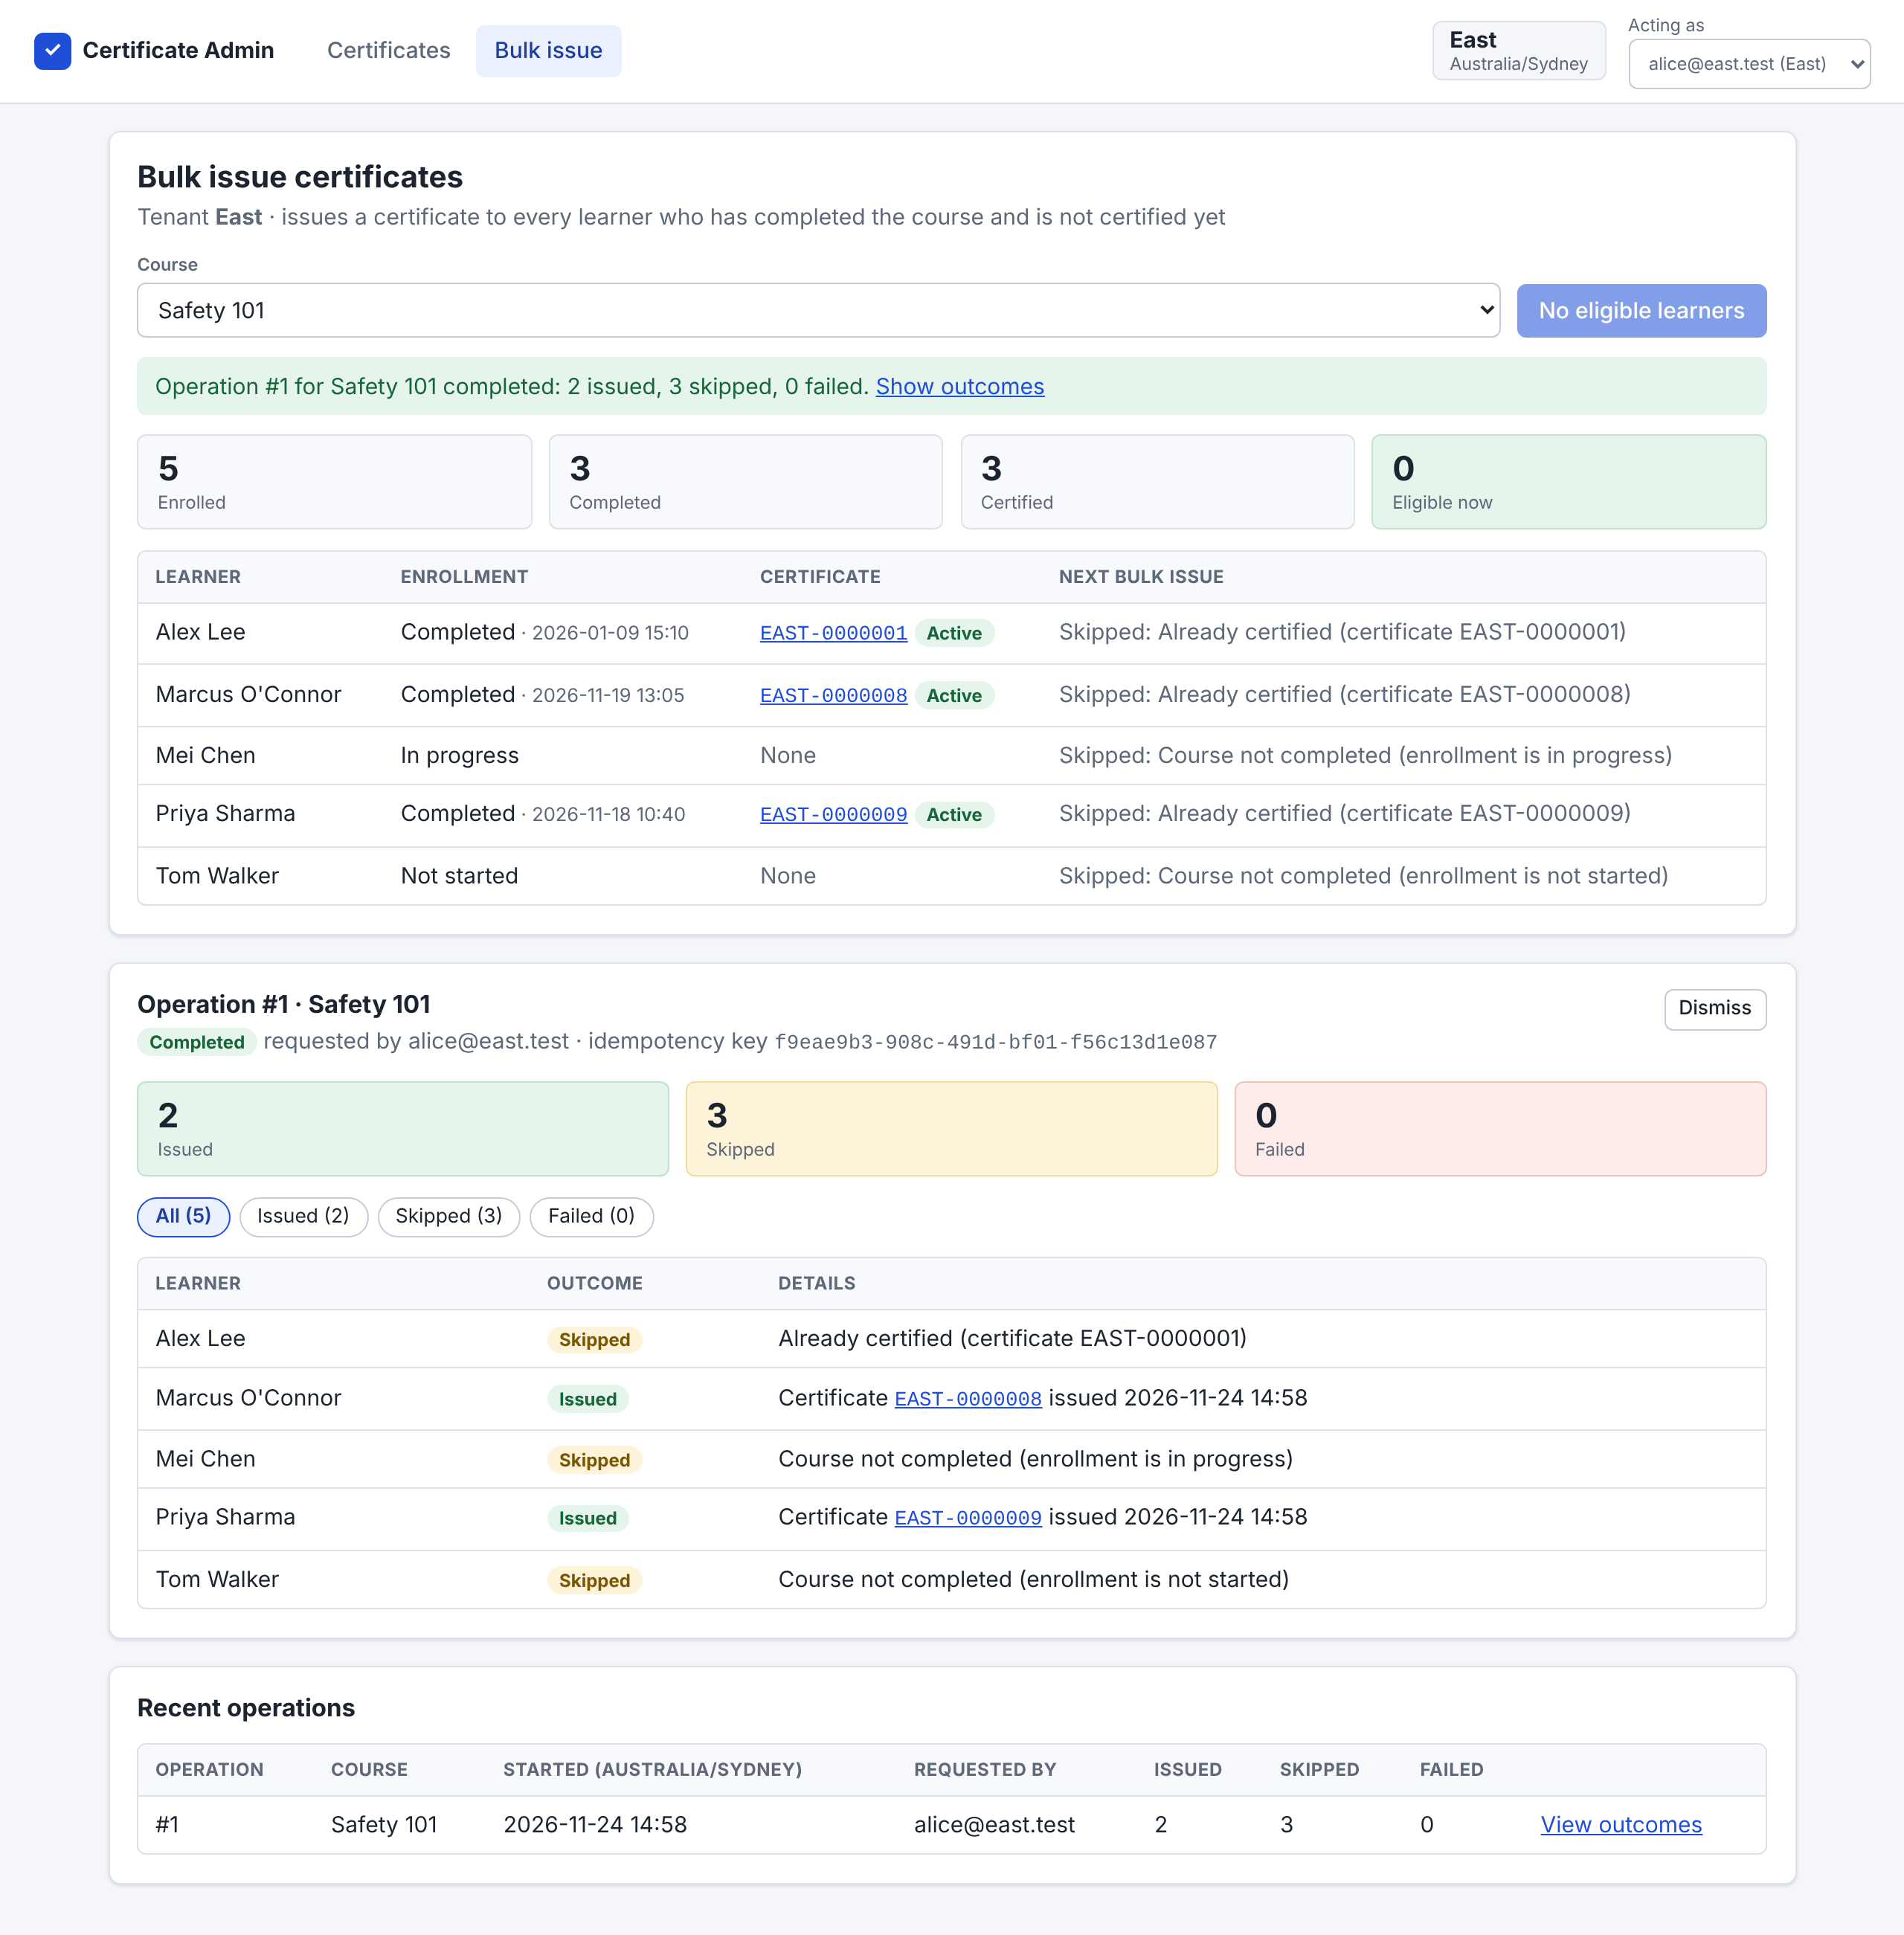 Certificate Admin
Certificates
Bulk issue
East
Australia/Sydney
Acting as
alice@east.test (East)
Bulk issue certificates
Tenant East · issues a certificate to every learner who has completed the course and is not certified yet
Course
Safety 101
No eligible learners
Operation #1 for Safety 101 completed: 2 issued, 3 skipped, 0 failed. Show outcomes
5
Enrolled
3
Completed
3
Certified
0
Eligible now
LEARNER ENROLLMENT CERTIFICATE NEXT BULK ISSUE
Alex Lee Completed · 2026-01-09 15:10 EAST-0000001 Active Skipped: Already certified (certificate EAST-0000001)
Marcus O'Connor Completed · 2026-11-19 13:05 EAST-0000008 Active Skipped: Already certified (certificate EAST-0000008)
Mei Chen In progress None Skipped: Course not completed (enrollment is in progress)
Priya Sharma Completed · 2026-11-18 10:40 EAST-0000009 Active Skipped: Already certified (certificate EAST-0000009)
Tom Walker Not started None Skipped: Course not completed (enrollment is not started)
Operation #1 · Safety 101
Dismiss
Completed requested by alice@east.test · idempotency key f9eae9b3-908c-491d-bf01-f56c13d1e087
2
Issued
3
Skipped
0
Failed
All (5) Issued (2) Skipped (3) Failed (0)
LEARNER OUTCOME DETAILS
Alex Lee Skipped Already certified (certificate EAST-0000001)
Marcus O'Connor Issued Certificate EAST-0000008 issued 2026-11-24 14:58
Mei Chen Skipped Course not completed (enrollment is in progress)
Priya Sharma Issued Certificate EAST-0000009 issued 2026-11-24 14:58
Tom Walker Skipped Course not completed (enrollment is not started)
Recent operations
OPERATION COURSE STARTED (AUSTRALIA/SYDNEY) REQUESTED BY ISSUED SKIPPED FAILED
#1 Safety 101 2026-11-24 14:58 alice@east.test 2 3 0 View outcomes